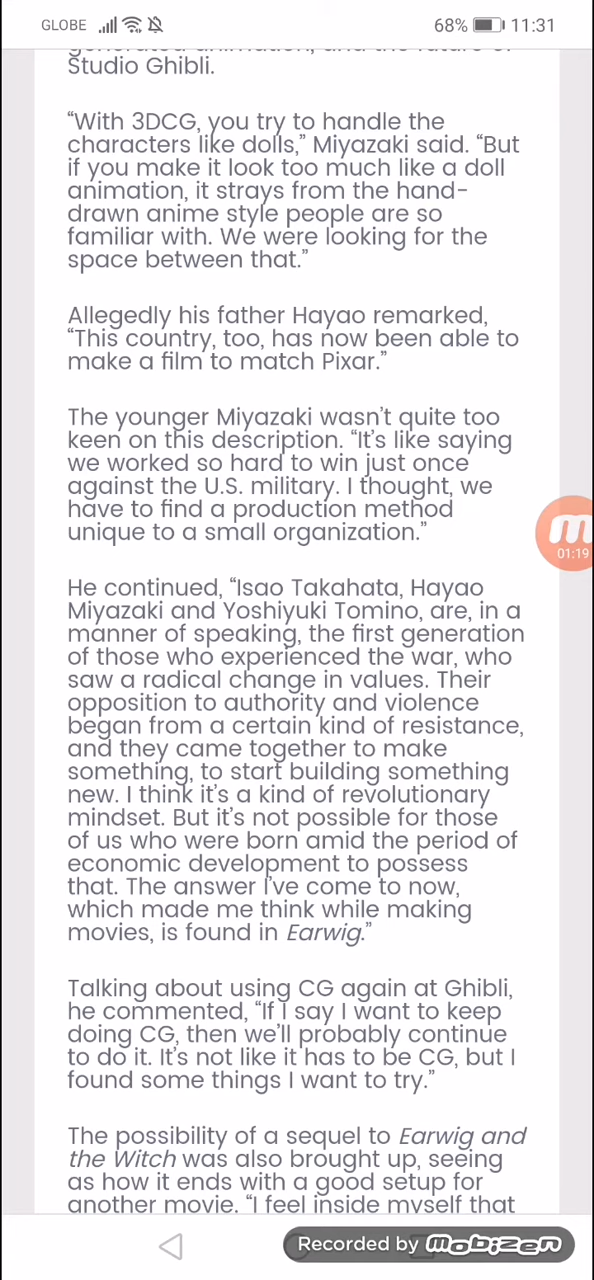 GLOBE 68% 11:31
generated animation, and the future of
Studio Ghibli.
“With 3DCG, you try to handle the
characters like dolls,” Miyazaki said. “But
if you make it look too much like a doll
animation, it strays from the hand-
drawn anime style people are so
familiar with. We were looking for the
space between that.”
Allegedly his father Hayao remarked,
“This country, too, has now been able to
make a film to match Pixar.”
The younger Miyazaki wasn’t quite too
keen on this description. “It’s like saying
we worked so hard to win just once
against the U.S. military. I thought, we
have to find a production method
unique to a small organization.”
He continued, “Isao Takahata, Hayao
Miyazaki and Yoshiyuki Tomino, are, in a
manner of speaking, the first generation
of those who experienced the war, who
saw a radical change in values. Their
opposition to authority and violence
began from a certain kind of resistance,
and they came together to make
something, to start building something
new. I think it’s a kind of revolutionary
mindset. But it’s not possible for those
of us who were born amid the period of
economic development to possess
that. The answer I’ve come to now,
which made me think while making
movies, is found in Earwig.”
Talking about using CG again at Ghibli,
he commented, “If I say I want to keep
doing CG, then we’ll probably continue
to do it. It’s not like it has to be CG, but I
found some things I want to try.”
The possibility of a sequel to Earwig and
the Witch was also brought up, seeing
as how it ends with a good setup for
another movie. “I feel inside myself that
01:19
Recorded by mobizen